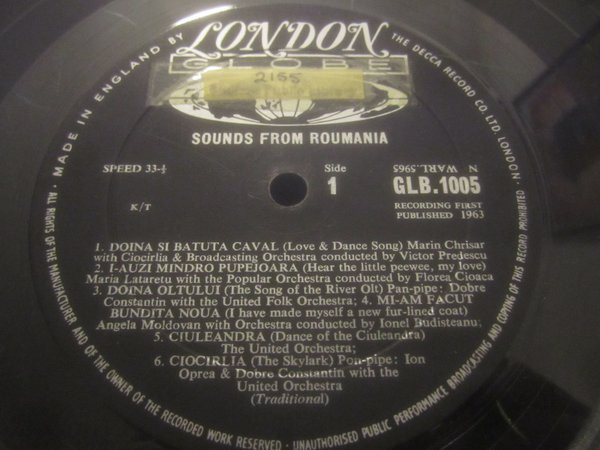 LONDON
GLOBE
2155
SOUNDS FROM ROUMANIA
SPEED 33-⅓
Side
1
N WARL.5965
GLB.1005
K/T
RECORDING FIRST
PUBLISHED 1963
1. DOINA SI BATUTA CAVAL (Love & Dance Song) Marin Chrisar
with Ciocirlia & Broadcasting Orchestra conducted by Victor Predescu
2. I-AUZI MINDRO PUPEJOARA (Hear the little peewee, my love)
Maria Lataretu with the Popular Orchestra conducted by Florea Cioaca
3. DOINA OLTULUI (The Song of the River Olt) Pan-pipe: Dobre
Constantin with the United Folk Orchestra; 4. MI-AM FACUT
BUNDITA NOUA (I have made myself a new fur-lined coat)
Angela Moldovan with Orchestra conducted by Ionel Budisteanu;
5. CIULEANDRA (Dance of the Ciuleandra)
The United Orchestra;
6. CIOCIRLIA (The Skylark) Pan-pipe: Ion
Oprea & Dobre Constantin with the
United Orchestra
(Traditional)
MADE IN ENGLAND BY
THE DECCA RECORD CO. LTD. LONDON.
ALL RIGHTS OF THE MANUFACTURER AND OF THE OWNER OF THE RECORDED WORK RESERVED · UNAUTHORISED PUBLIC PERFORMANCE BROADCASTING AND COPYING OF THIS RECORD PROHIBITED